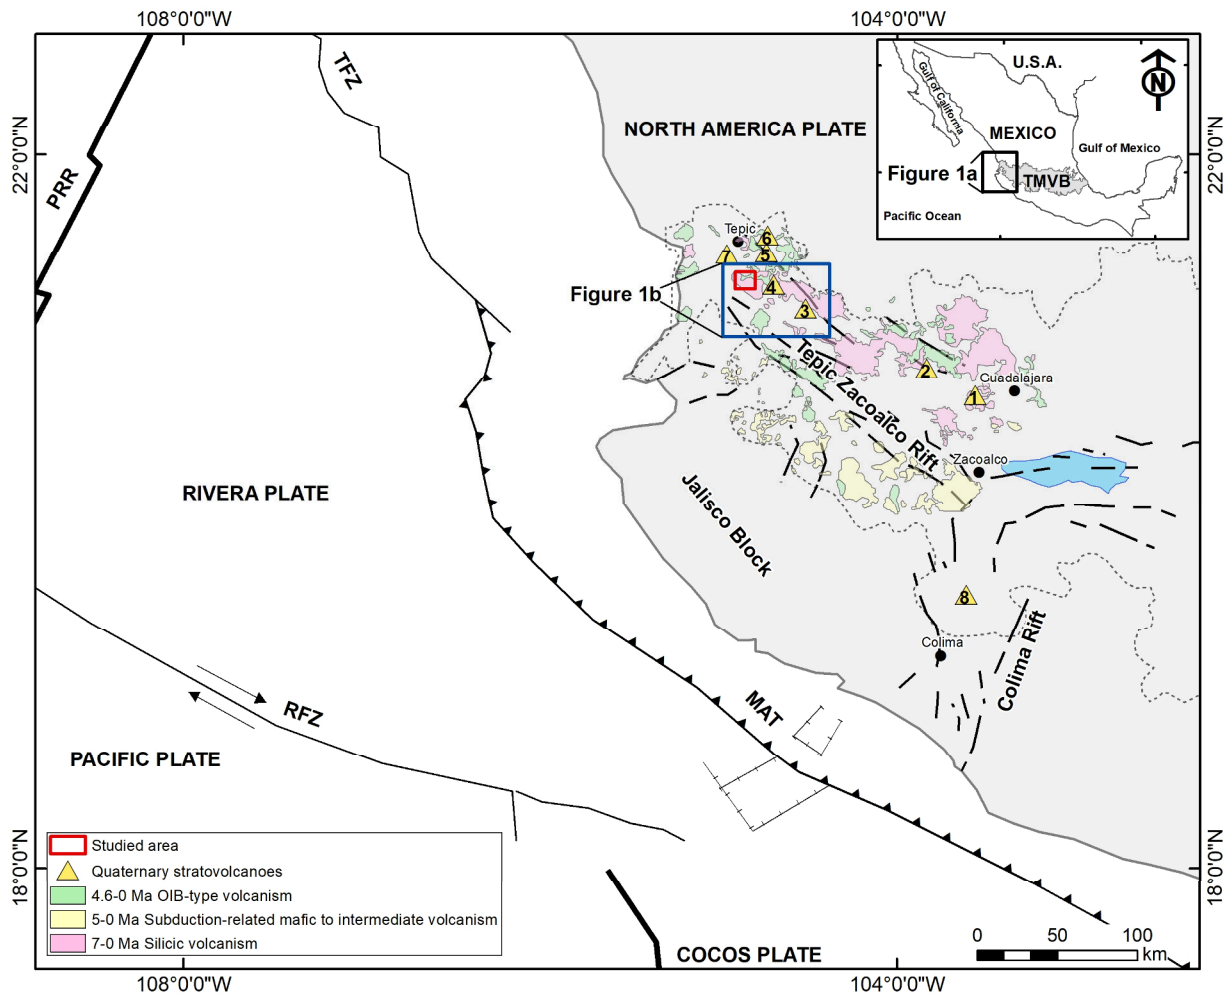 108°0'0"W
104°0'0"W
22°0'0"N
22°0'0"N
18°0'0"N
18°0'0"N
108°0'0"W
104°0'0"W
PRR
TFZ
NORTH AMERICA PLATE
U.S.A.
N
Gulf of California
MEXICO
Gulf of Mexico
Figure 1a
TMVB
Pacific Ocean
Tepic
6
7
5
4
3
Figure 1b
2
Guadalajara
1
Tepic Zacoalco Rift
Zacoalco
RIVERA PLATE
Jalisco Block
8
Colima
Colima Rift
MAT
RFZ
PACIFIC PLATE
COCOS PLATE
Studied area
Quaternary stratovolcanoes
4.6-0 Ma OIB-type volcanism
5-0 Ma Subduction-related mafic to intermediate volcanism
7-0 Ma Silicic volcanism
0 50 100
km